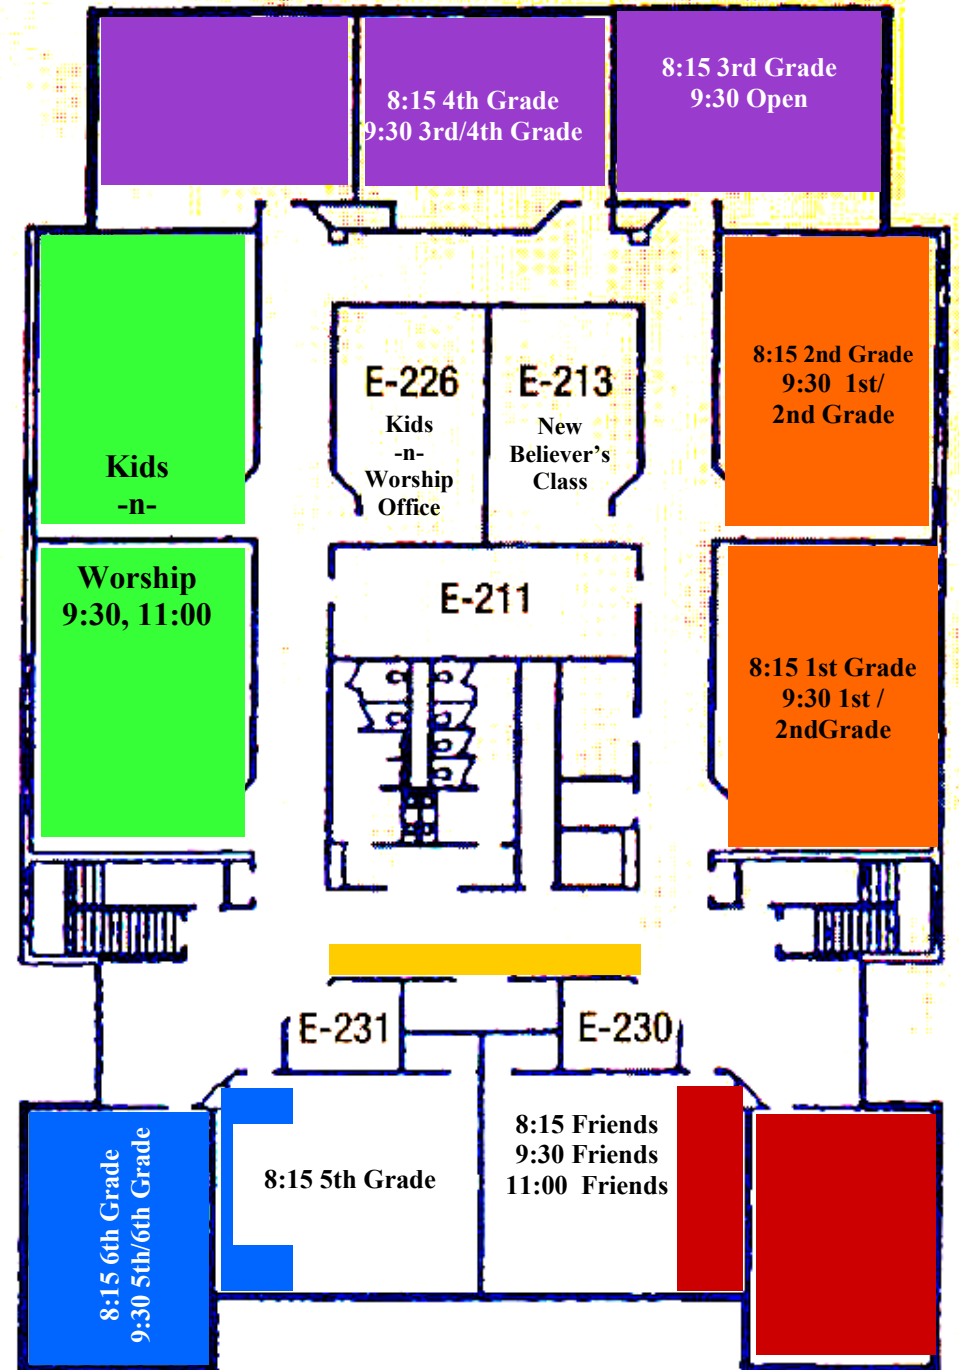 8:15 4th Grade
9:30 3rd/4th Grade
8:15 3rd Grade
9:30 Open
Kids
-n-
Worship
9:30, 11:00
E-226
Kids
-n-
Worship
Office
E-213
New
Believer's
Class
8:15 2nd Grade
9:30 1st/
2nd Grade
E-211
8:15 1st Grade
9:30 1st /
2ndGrade
E-231
E-230
8:15 6th Grade
9:30 5th/6th Grade
8:15 5th Grade
8:15 Friends
9:30 Friends
11:00 Friends